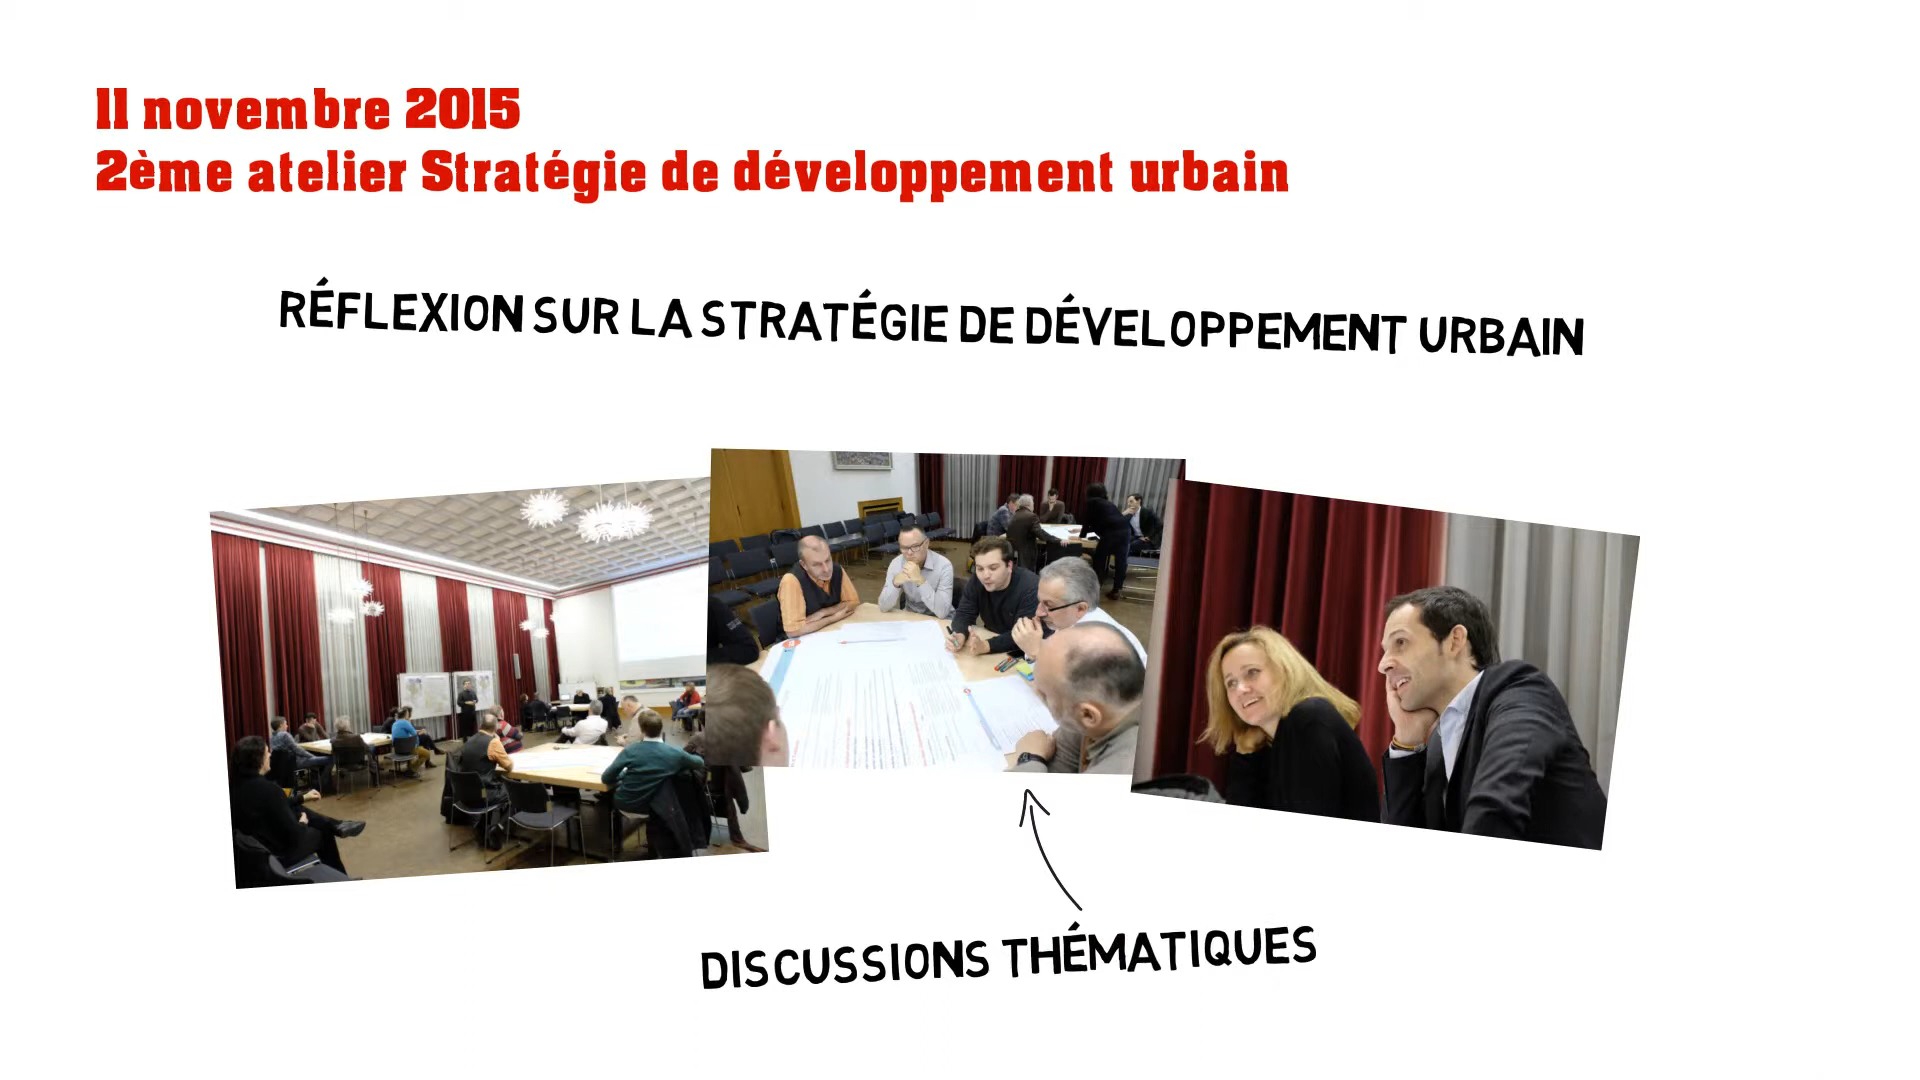 11 novembre 2015
2ème atelier Stratégie de développement urbain
RÉFLEXION SUR LA STRATÉGIE DE DÉVELOPPEMENT URBAIN
DISCUSSIONS THÉMATIQUES